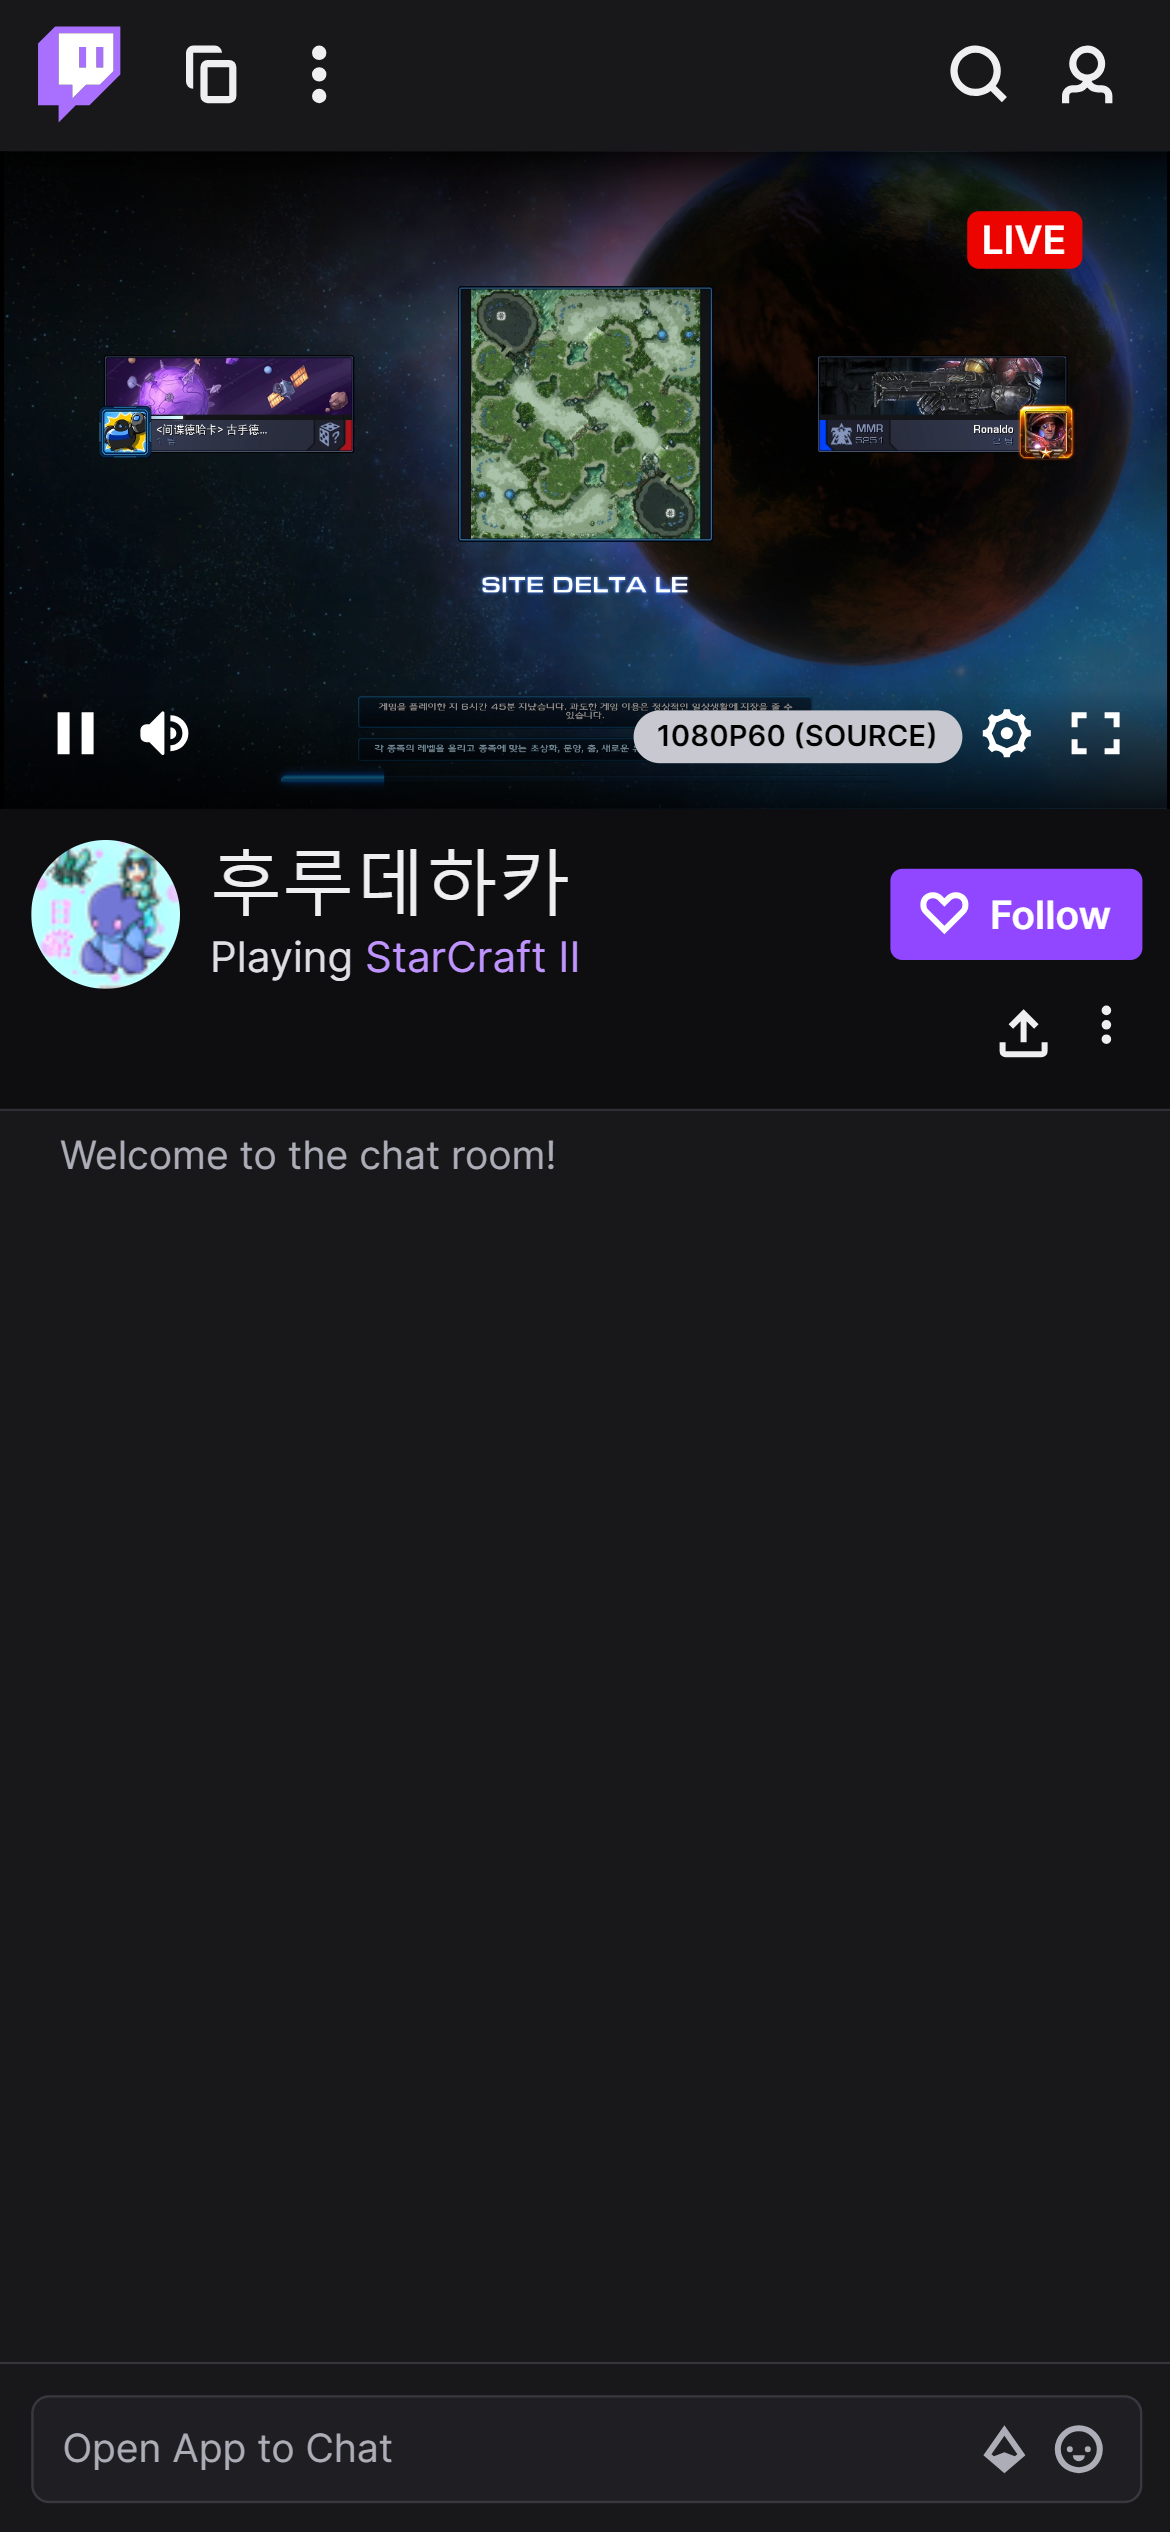 LIVE
<间谍德哈卡> 古手德...
MMR
5251
Ronaldo
SITE DELTA LE
게임을 플레이한 지 6시간 45분 지났습니다. 과도한 게임 이용은 정상적인 일상생활에 지장을 줄 수
있습니다.
각 종족의 레벨을 올리고 종족에 맞는 초상화, 문양, 춤, 새로운
1080P60 (SOURCE)
후루데하카
Playing StarCraft II
Follow
Welcome to the chat room!
Open App to Chat